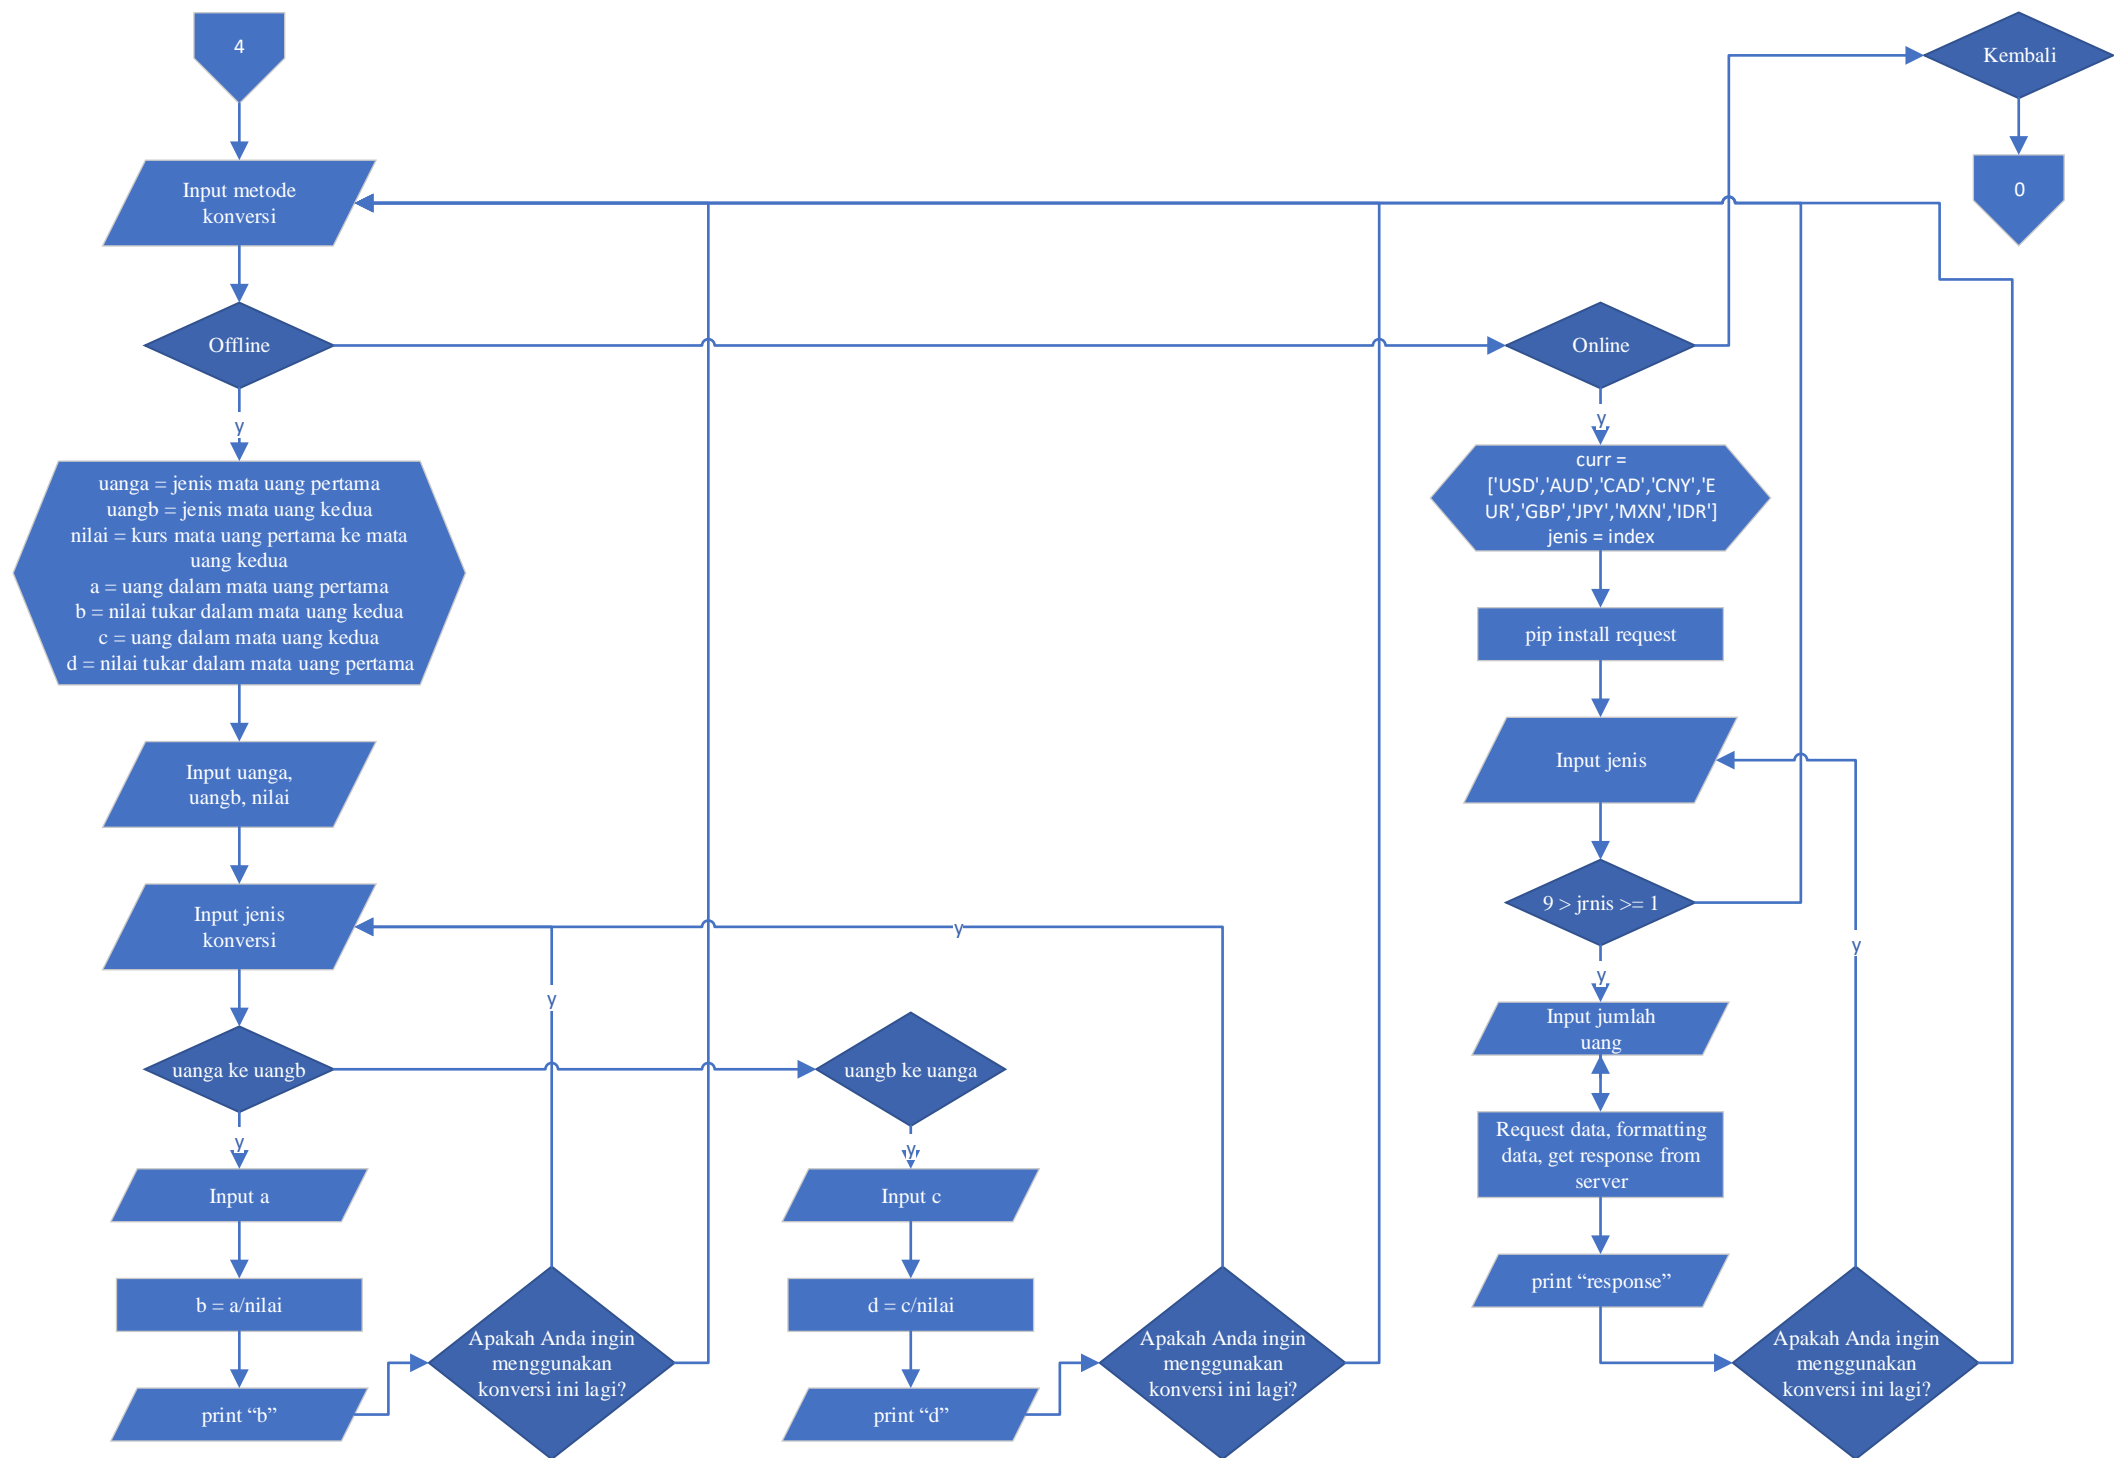 4
Input metode
konversi
Offline
y
uanga = jenis mata uang pertama
uangb = jenis mata uang kedua
nilai = kurs mata uang pertama ke mata
uang kedua
a = uang dalam mata uang pertama
b = nilai tukar dalam mata uang kedua
c = uang dalam mata uang kedua
d = nilai tukar dalam mata uang pertama
Input uanga,
uangb, nilai
Input jenis
konversi
uanga ke uangb
y
Input a
b = a/nilai
print “b”
Apakah Anda ingin
menggunakan
konversi ini lagi?
y
uangb ke uanga
y
Input c
d = c/nilai
print “d”
Apakah Anda ingin
menggunakan
konversi ini lagi?
y
Online
y
curr =
['USD','AUD','CAD','CNY','E
UR','GBP','JPY','MXN','IDR']
jenis = index
pip install request
Input jenis
9 > jrnis >= 1
y
Input jumlah
uang
Request data, formatting
data, get response from
server
print “response”
Apakah Anda ingin
menggunakan
konversi ini lagi?
y
Kembali
0